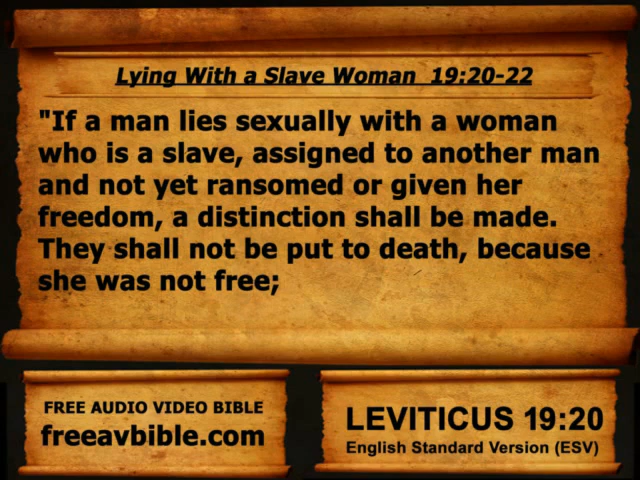 Lying With a Slave Woman  19:20-22
"If a man lies sexually with a woman
who is a slave, assigned to another man
and not yet ransomed or given her
freedom, a distinction shall be made.
They shall not be put to death, because
she was not free;
FREE AUDIO VIDEO BIBLE
freeavbible.com
LEVITICUS 19:20
English Standard Version (ESV)